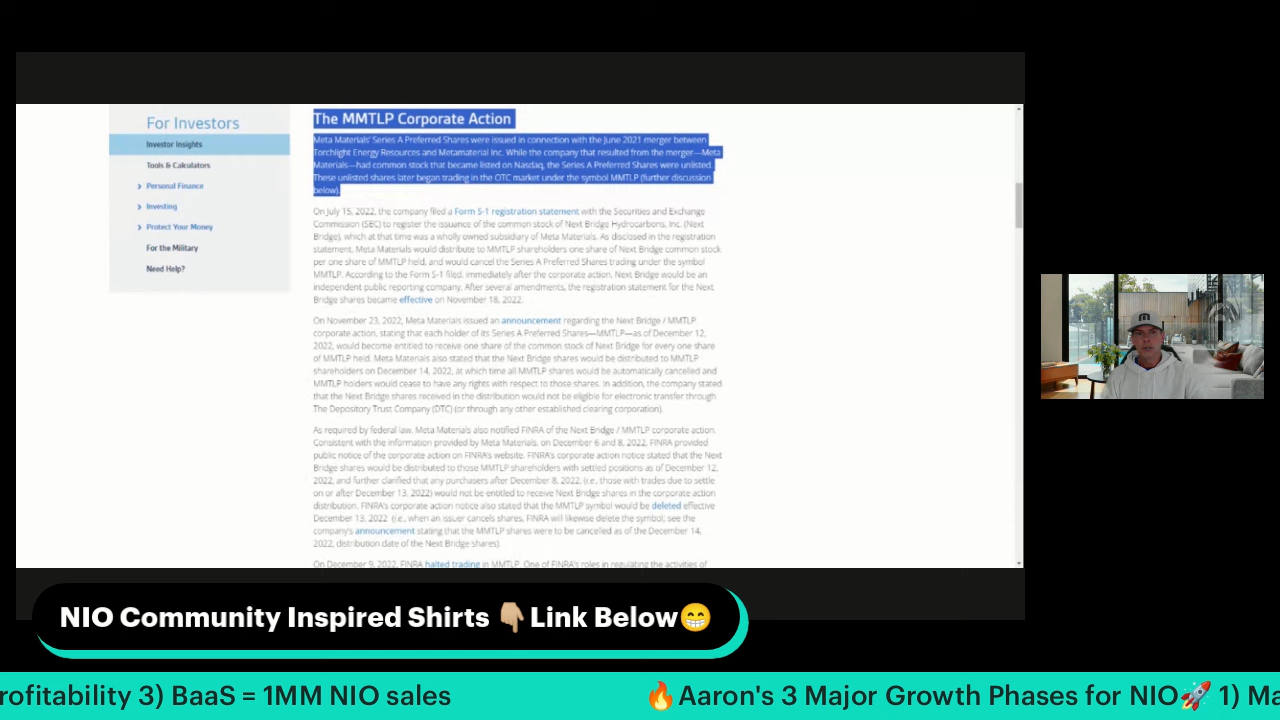 For Investors
Investor Insights
Tools & Calculators
Personal Finance
Investing
Protect Your Money
For the Military
Need Help?
The MMTLP Corporate Action
Meta Materials' Series A Preferred Shares were issued in connection with the June 2021 merger between
Torchlight Energy Resources and Metamaterial Inc. While the company that resulted from the merger—Meta
Materials—had common stock that became listed on Nasdaq, the Series A Preferred Shares were unlisted.
These unlisted shares later began trading in the OTC market under the symbol MMTLP (further discussion
below).
On July 15, 2022, the company filed a Form S-1 registration statement with the Securities and Exchange
Commission (SEC) to register the issuance of the common stock of Next Bridge Hydrocarbons, Inc. (Next
Bridge), which at that time was a wholly owned subsidiary of Meta Materials. As disclosed in the registration
statement, Meta Materials would distribute to MMTLP shareholders one share of Next Bridge common stock
per one share of MMTLP held, and would cancel the Series A Preferred Shares trading under the symbol
MMTLP. According to the Form S-1 filed, immediately after the corporate action, Next Bridge would be an
independent public reporting company. After several amendments, the registration statement for the Next
Bridge shares became effective on November 18, 2022.
On November 23, 2022, Meta Materials issued an announcement regarding the Next Bridge / MMTLP
corporate action, stating that each holder of its Series A Preferred Shares—MMTLP—as of December 12,
2022, would become entitled to receive one share of the common stock of Next Bridge for every one share
of MMTLP held. Meta Materials also stated that the Next Bridge shares would be distributed to MMTLP
shareholders on December 14, 2022, at which time all MMTLP shares would be automatically cancelled and
MMTLP holders would cease to have any rights with respect to those shares. In addition, the company stated
that the Next Bridge shares received in the distribution would not be eligible for electronic transfer through
The Depository Trust Company (DTC) (or through any other established clearing corporation).
As required by federal law, Meta Materials also notified FINRA of the Next Bridge / MMTLP corporate action.
Consistent with the information provided by Meta Materials, on December 6 and 8, 2022, FINRA provided
public notice of the corporate action on FINRA's website. FINRA's corporate action notice stated that the Next
Bridge shares would be distributed to those MMTLP shareholders with settled positions as of December 12,
2022, and further clarified that any purchasers after December 8, 2022, (i.e., those with trades due to settle
on or after December 13, 2022) would not be entitled to receive Next Bridge shares in the corporate action
distribution. FINRA's corporate action notice also stated that the MMTLP symbol would be deleted effective
December 13, 2022 (i.e., when an issuer cancels shares, FINRA will likewise delete the symbol; see the
company's announcement stating that the MMTLP shares were to be cancelled as of the December 14,
2022, distribution date of the Next Bridge shares).
On December 9, 2022, FINRA halted trading in MMTLP. One of FINRA's roles in regulating the activities of
NIO Community Inspired Shirts 👇🏼Link Below😁
rofitability 3) BaaS = 1MM NIO sales
🔥Aaron's 3 Major Growth Phases for NIO🚀 1) Ma